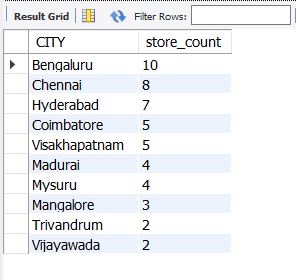 Result Grid Filter Rows:
CITY store_count
Bengaluru 10
Chennai 8
Hyderabad 7
Coimbatore 5
Visakhapatnam 5
Madurai 4
Mysuru 4
Mangalore 3
Trivandrum 2
Vijayawada 2